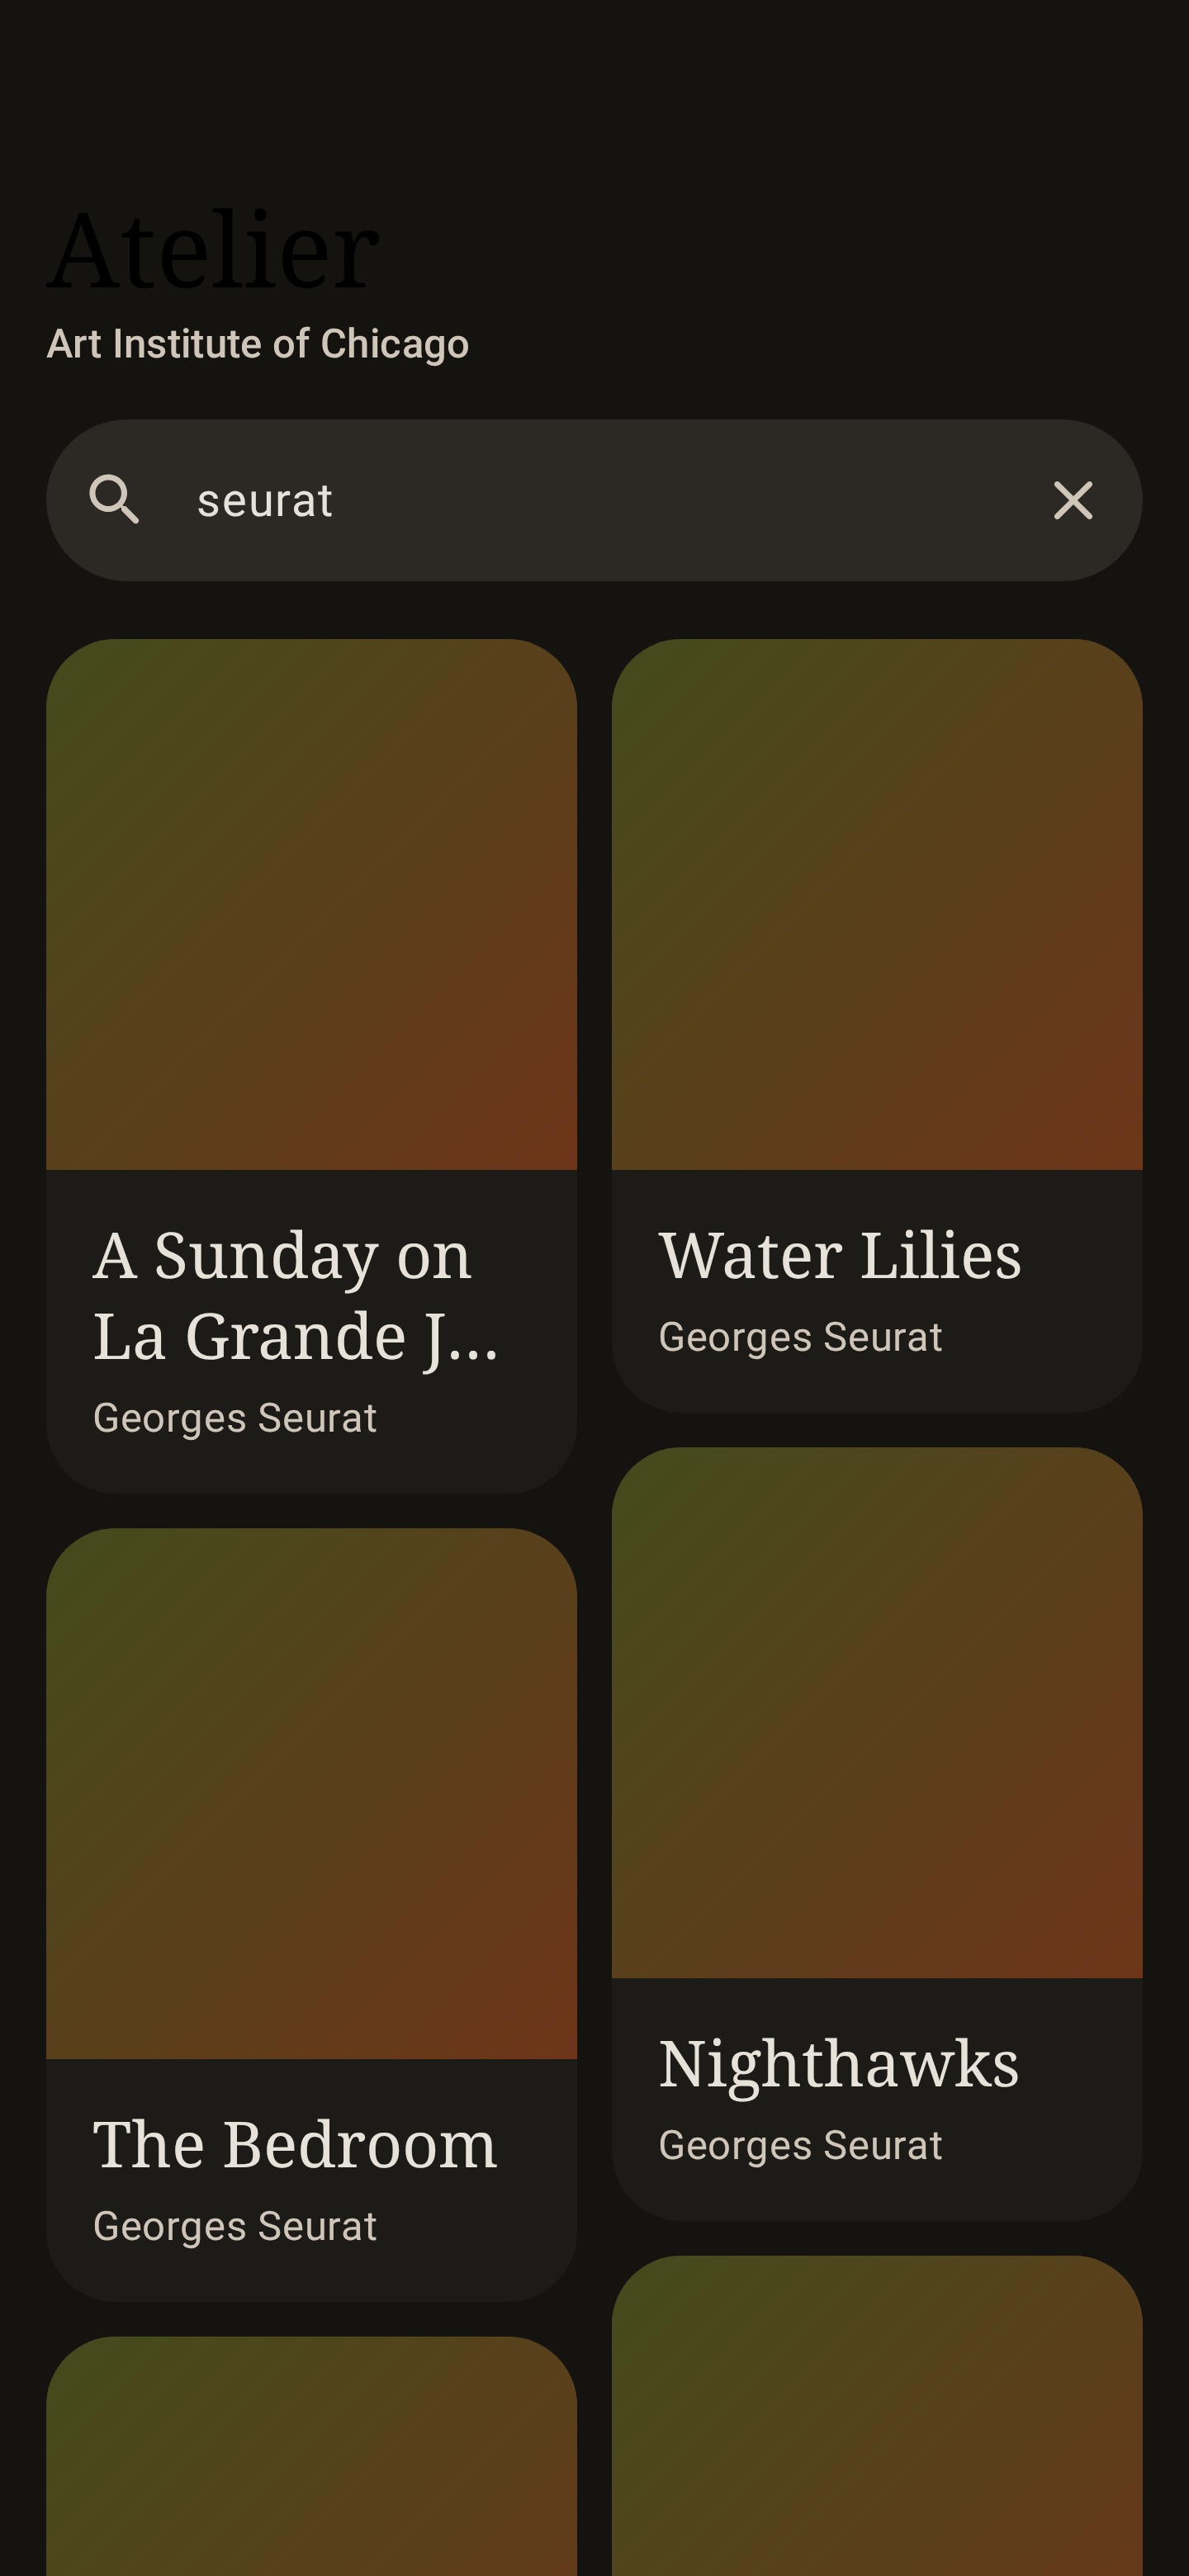 Atelier
Art Institute of Chicago
seurat
A Sunday on
La Grande J...
Georges Seurat
Water Lilies
Georges Seurat
The Bedroom
Georges Seurat
Nighthawks
Georges Seurat